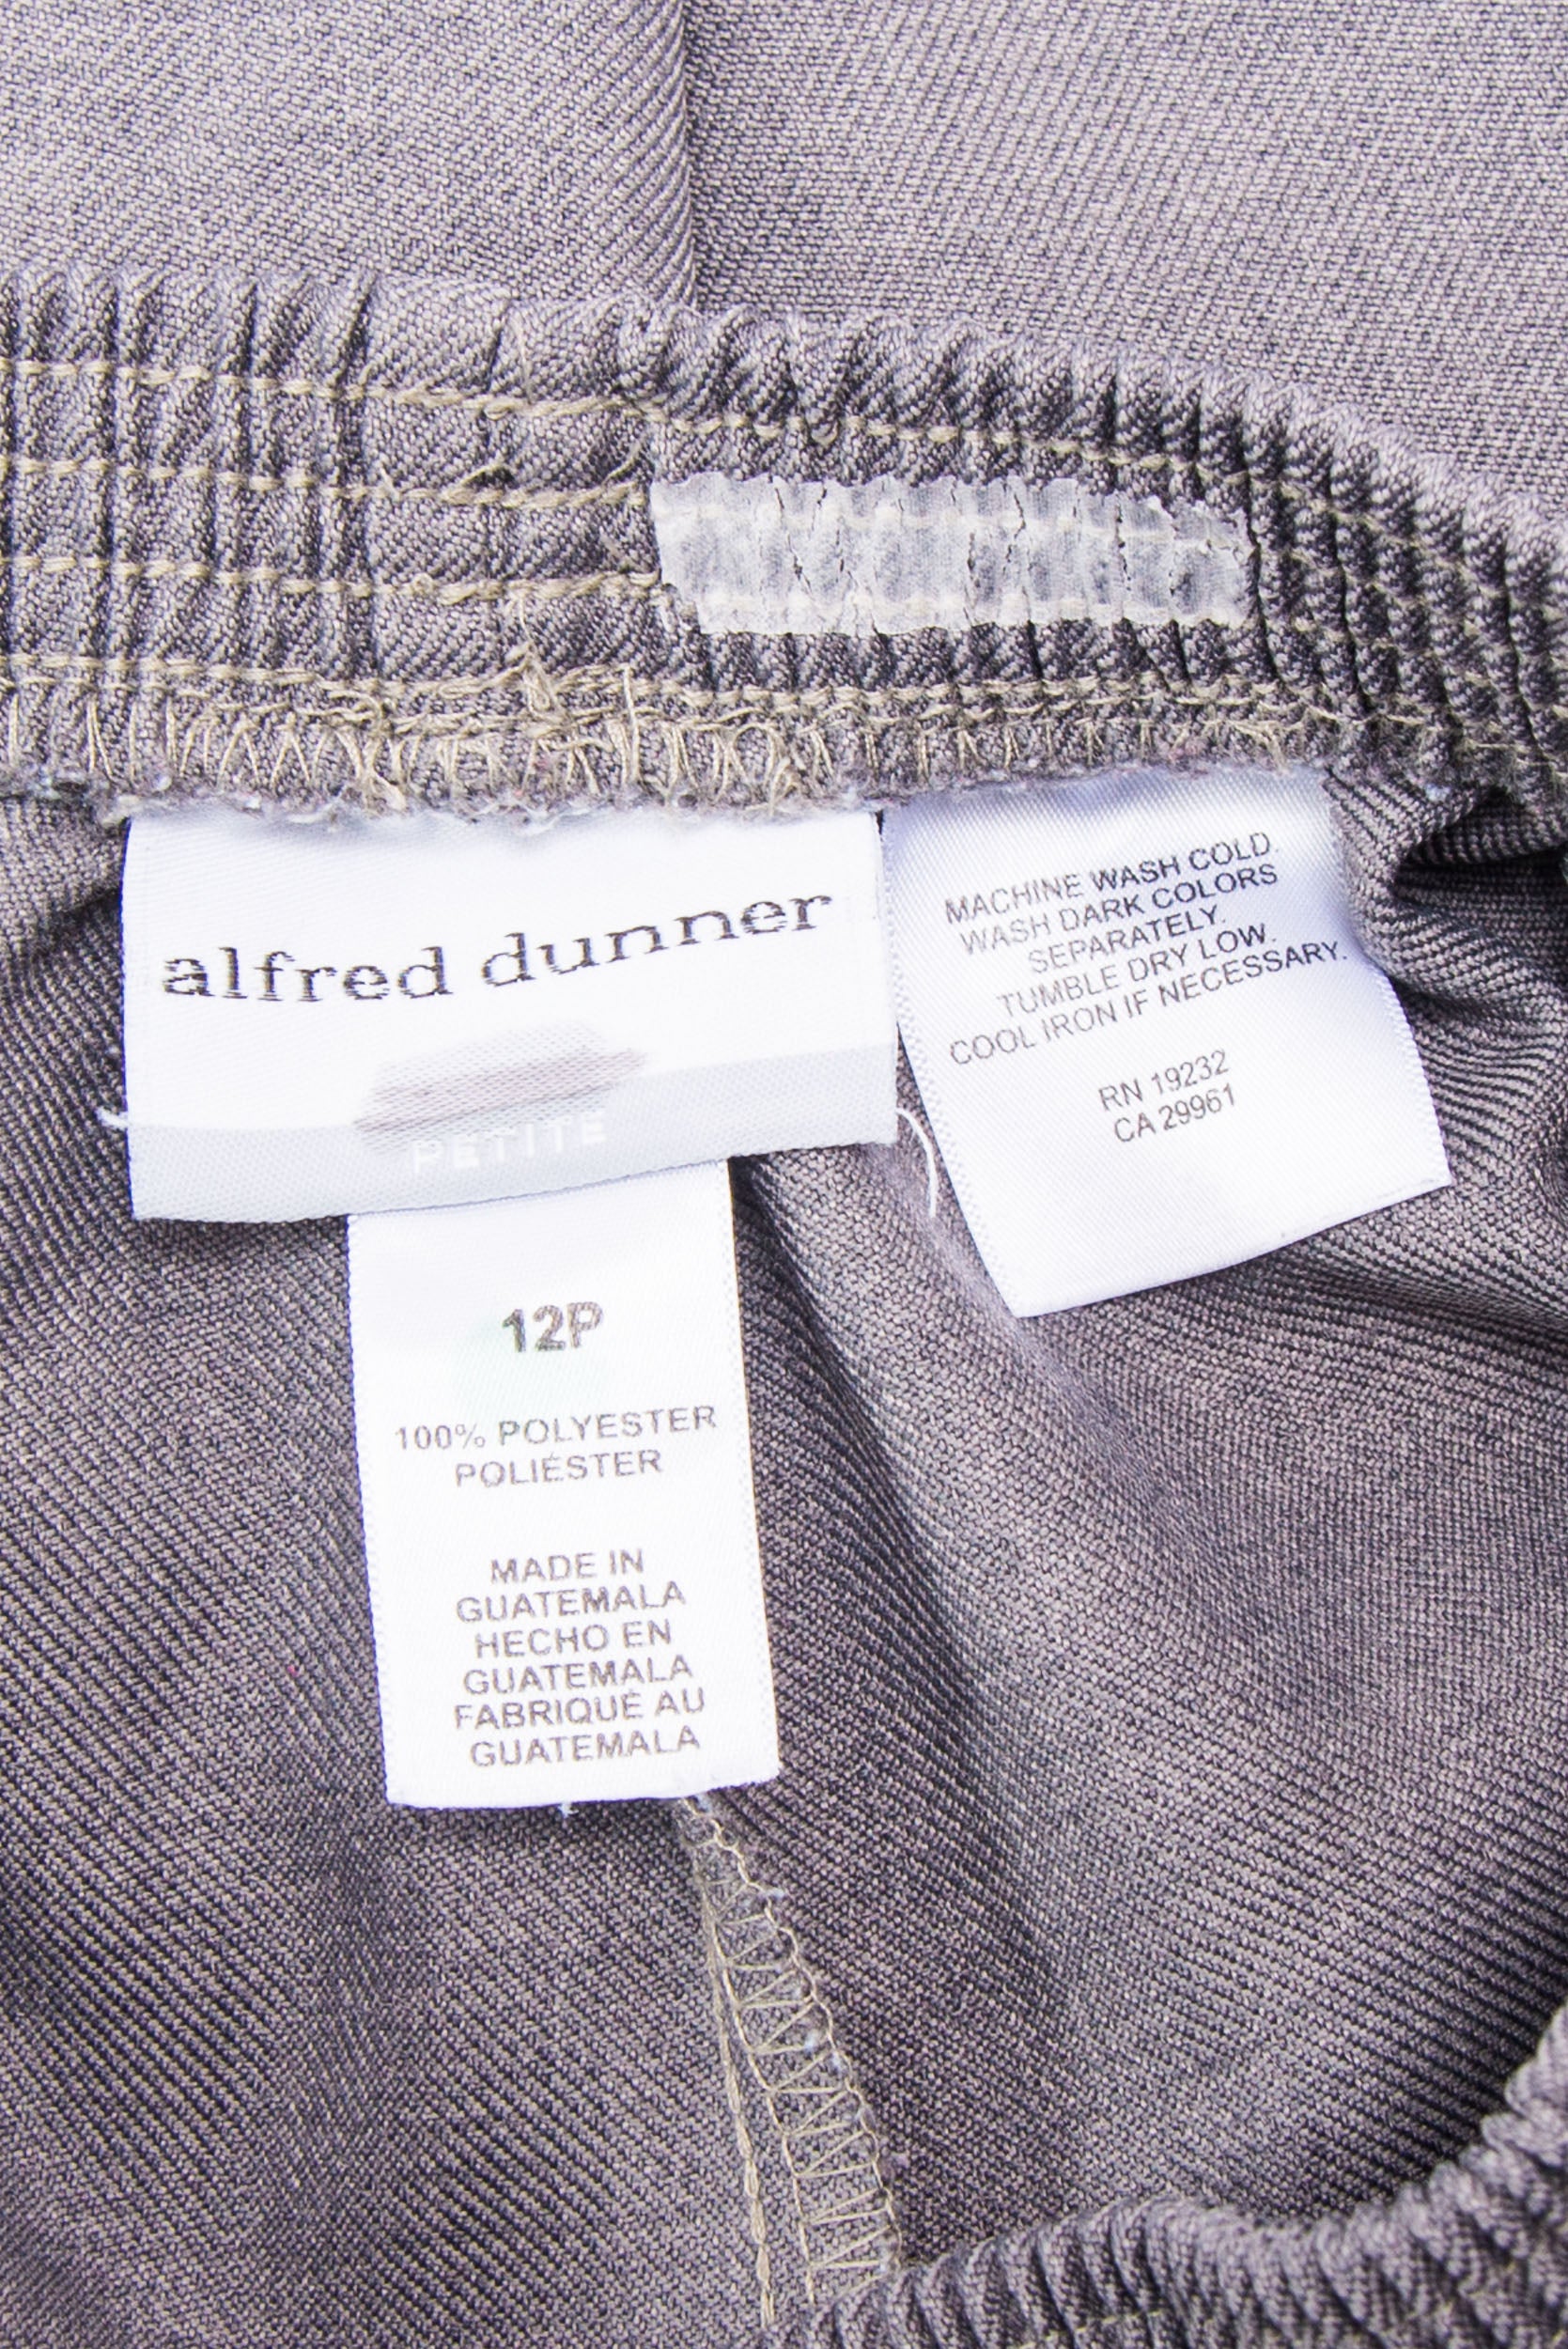 alfred dunner
PETITE
12P
100% POLYESTER
POLIÉSTER
MADE IN
GUATEMALA
HECHO EN
GUATEMALA
FABRIQUÉ AU
GUATEMALA
MACHINE WASH COLD.
WASH DARK COLORS
SEPARATELY.
TUMBLE DRY LOW.
COOL IRON IF NECESSARY.
RN 19232
CA 29961